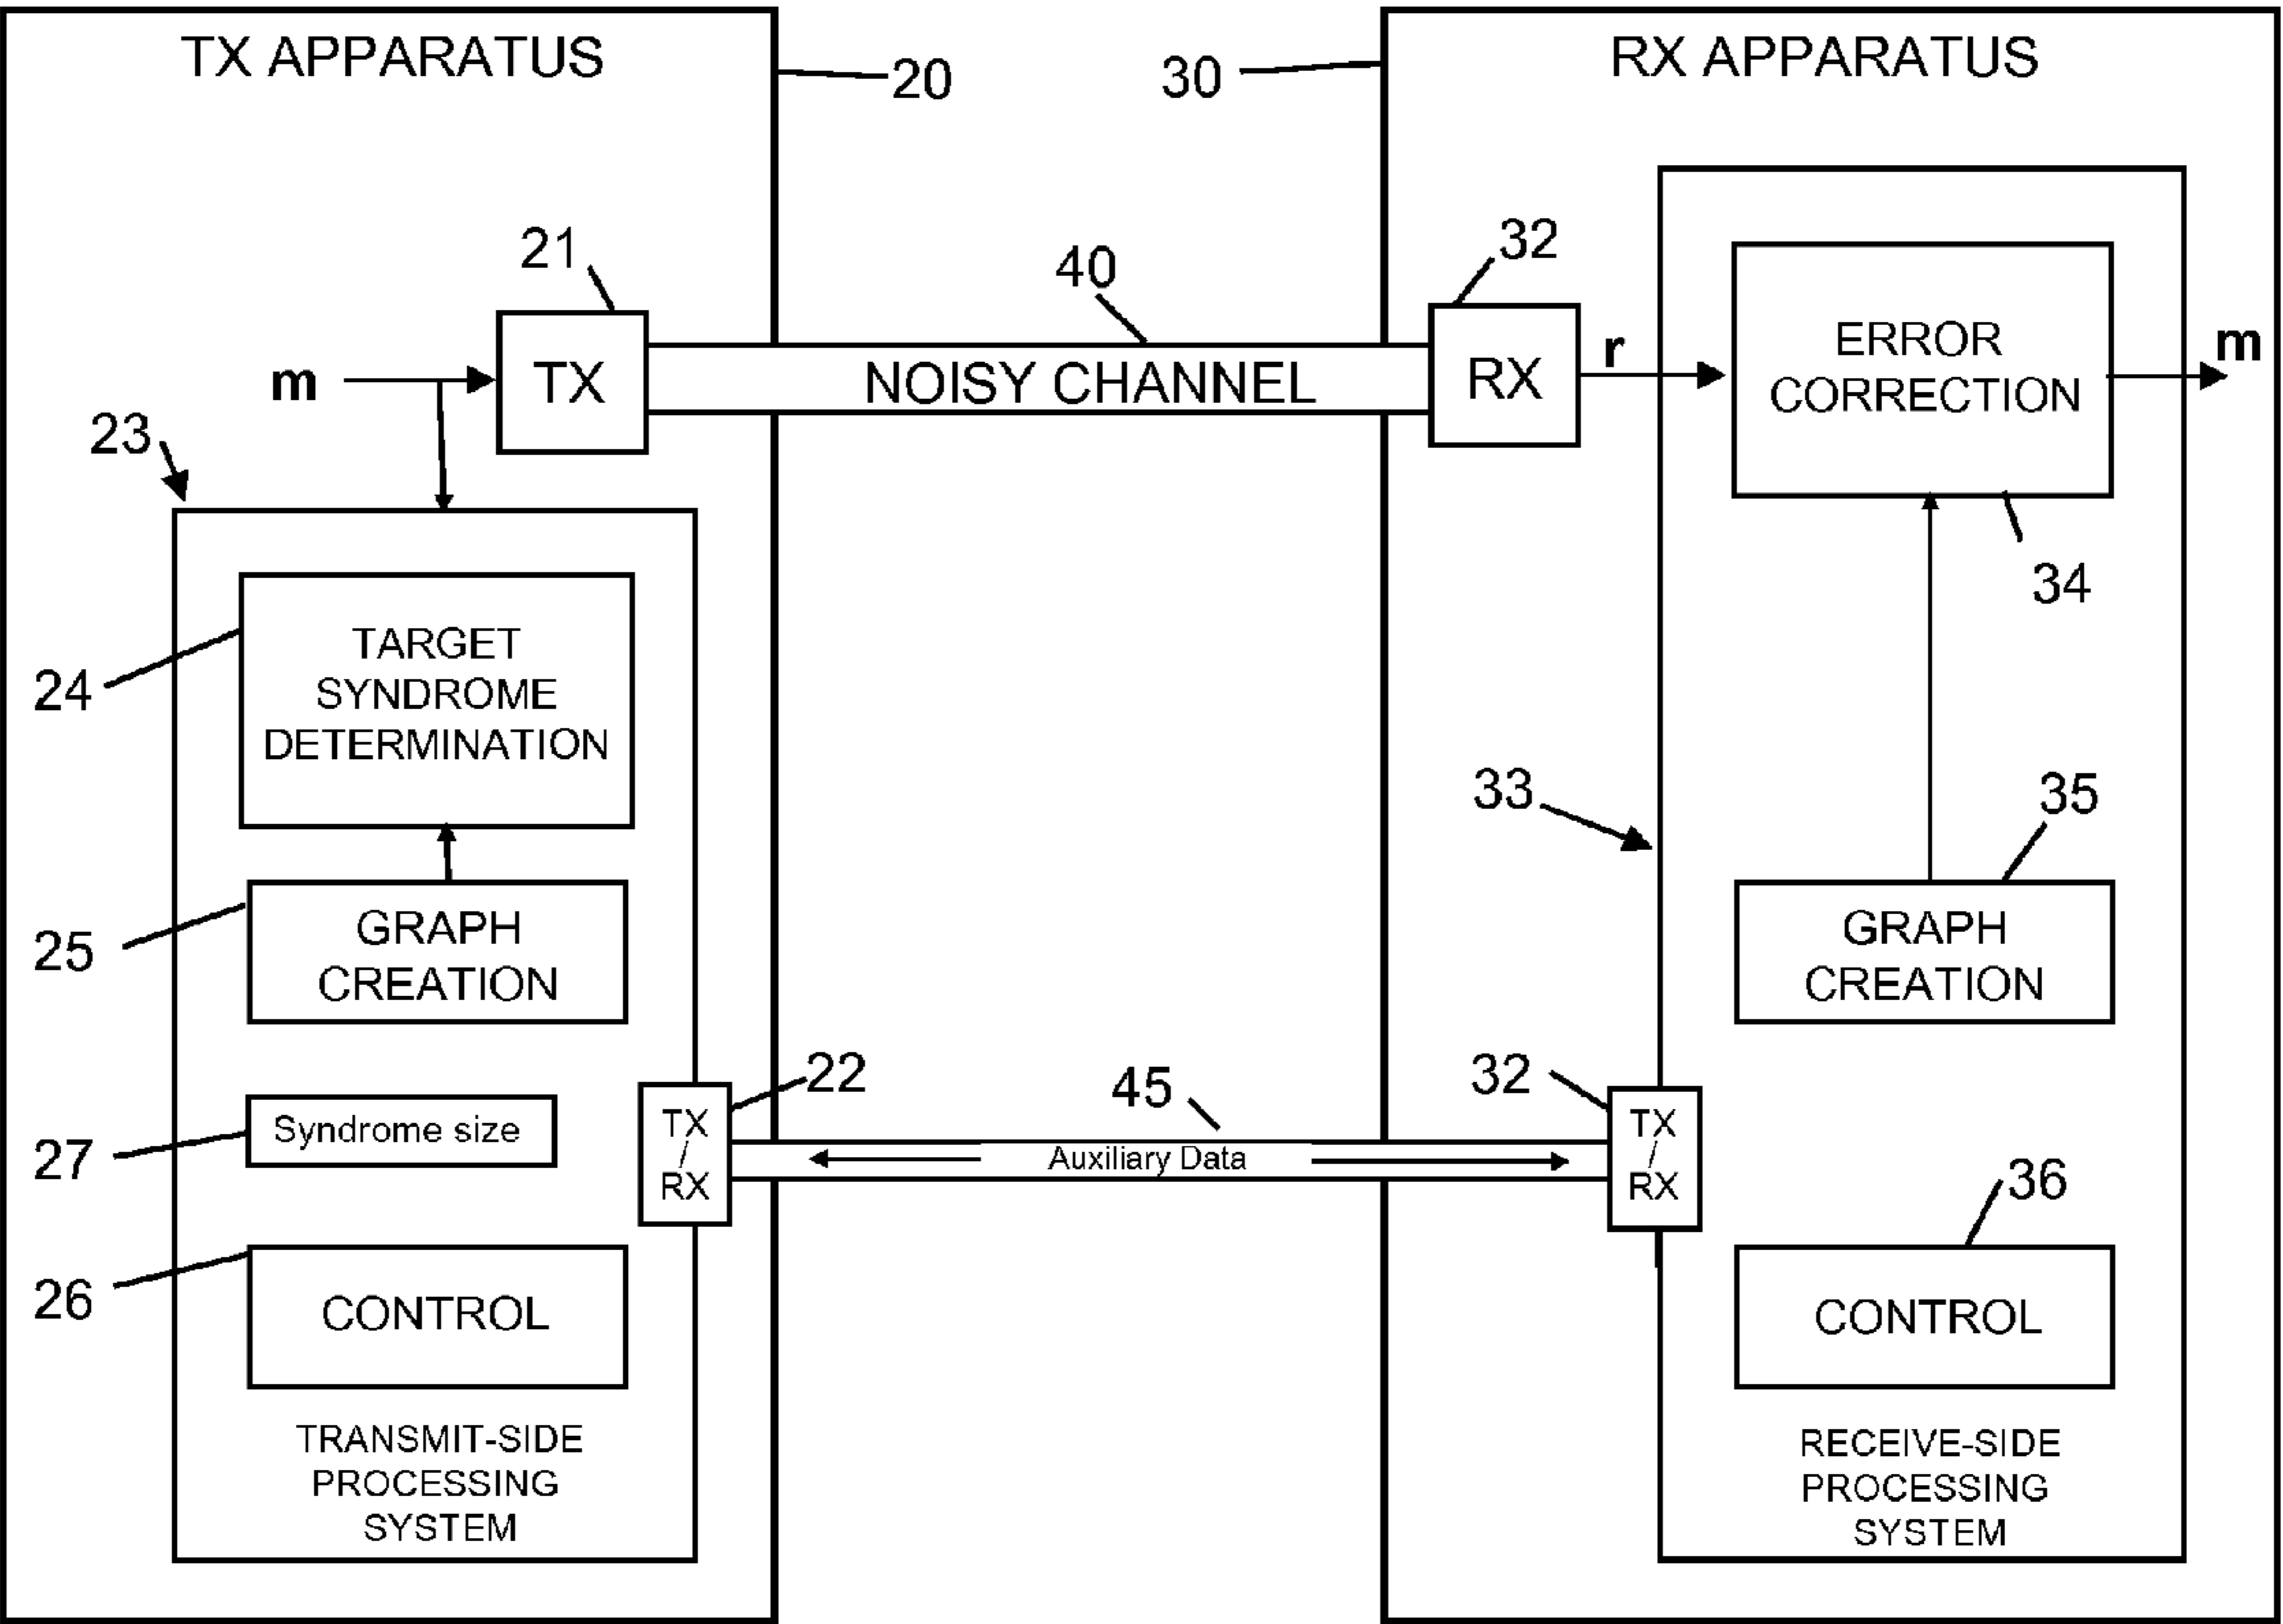 TX APPARATUS
20
30
RX APPARATUS
21
40
32
m
TX
NOISY CHANNEL
RX
r
ERROR
CORRECTION
m
23
34
24
TARGET
SYNDROME
DETERMINATION
33
35
25
GRAPH
CREATION
GRAPH
CREATION
22
45
32
27
Syndrome size
TX
/
RX
Auxiliary Data
TX
/
RX
36
26
CONTROL
CONTROL
TRANSMIT-SIDE
PROCESSING
SYSTEM
RECEIVE-SIDE
PROCESSING
SYSTEM